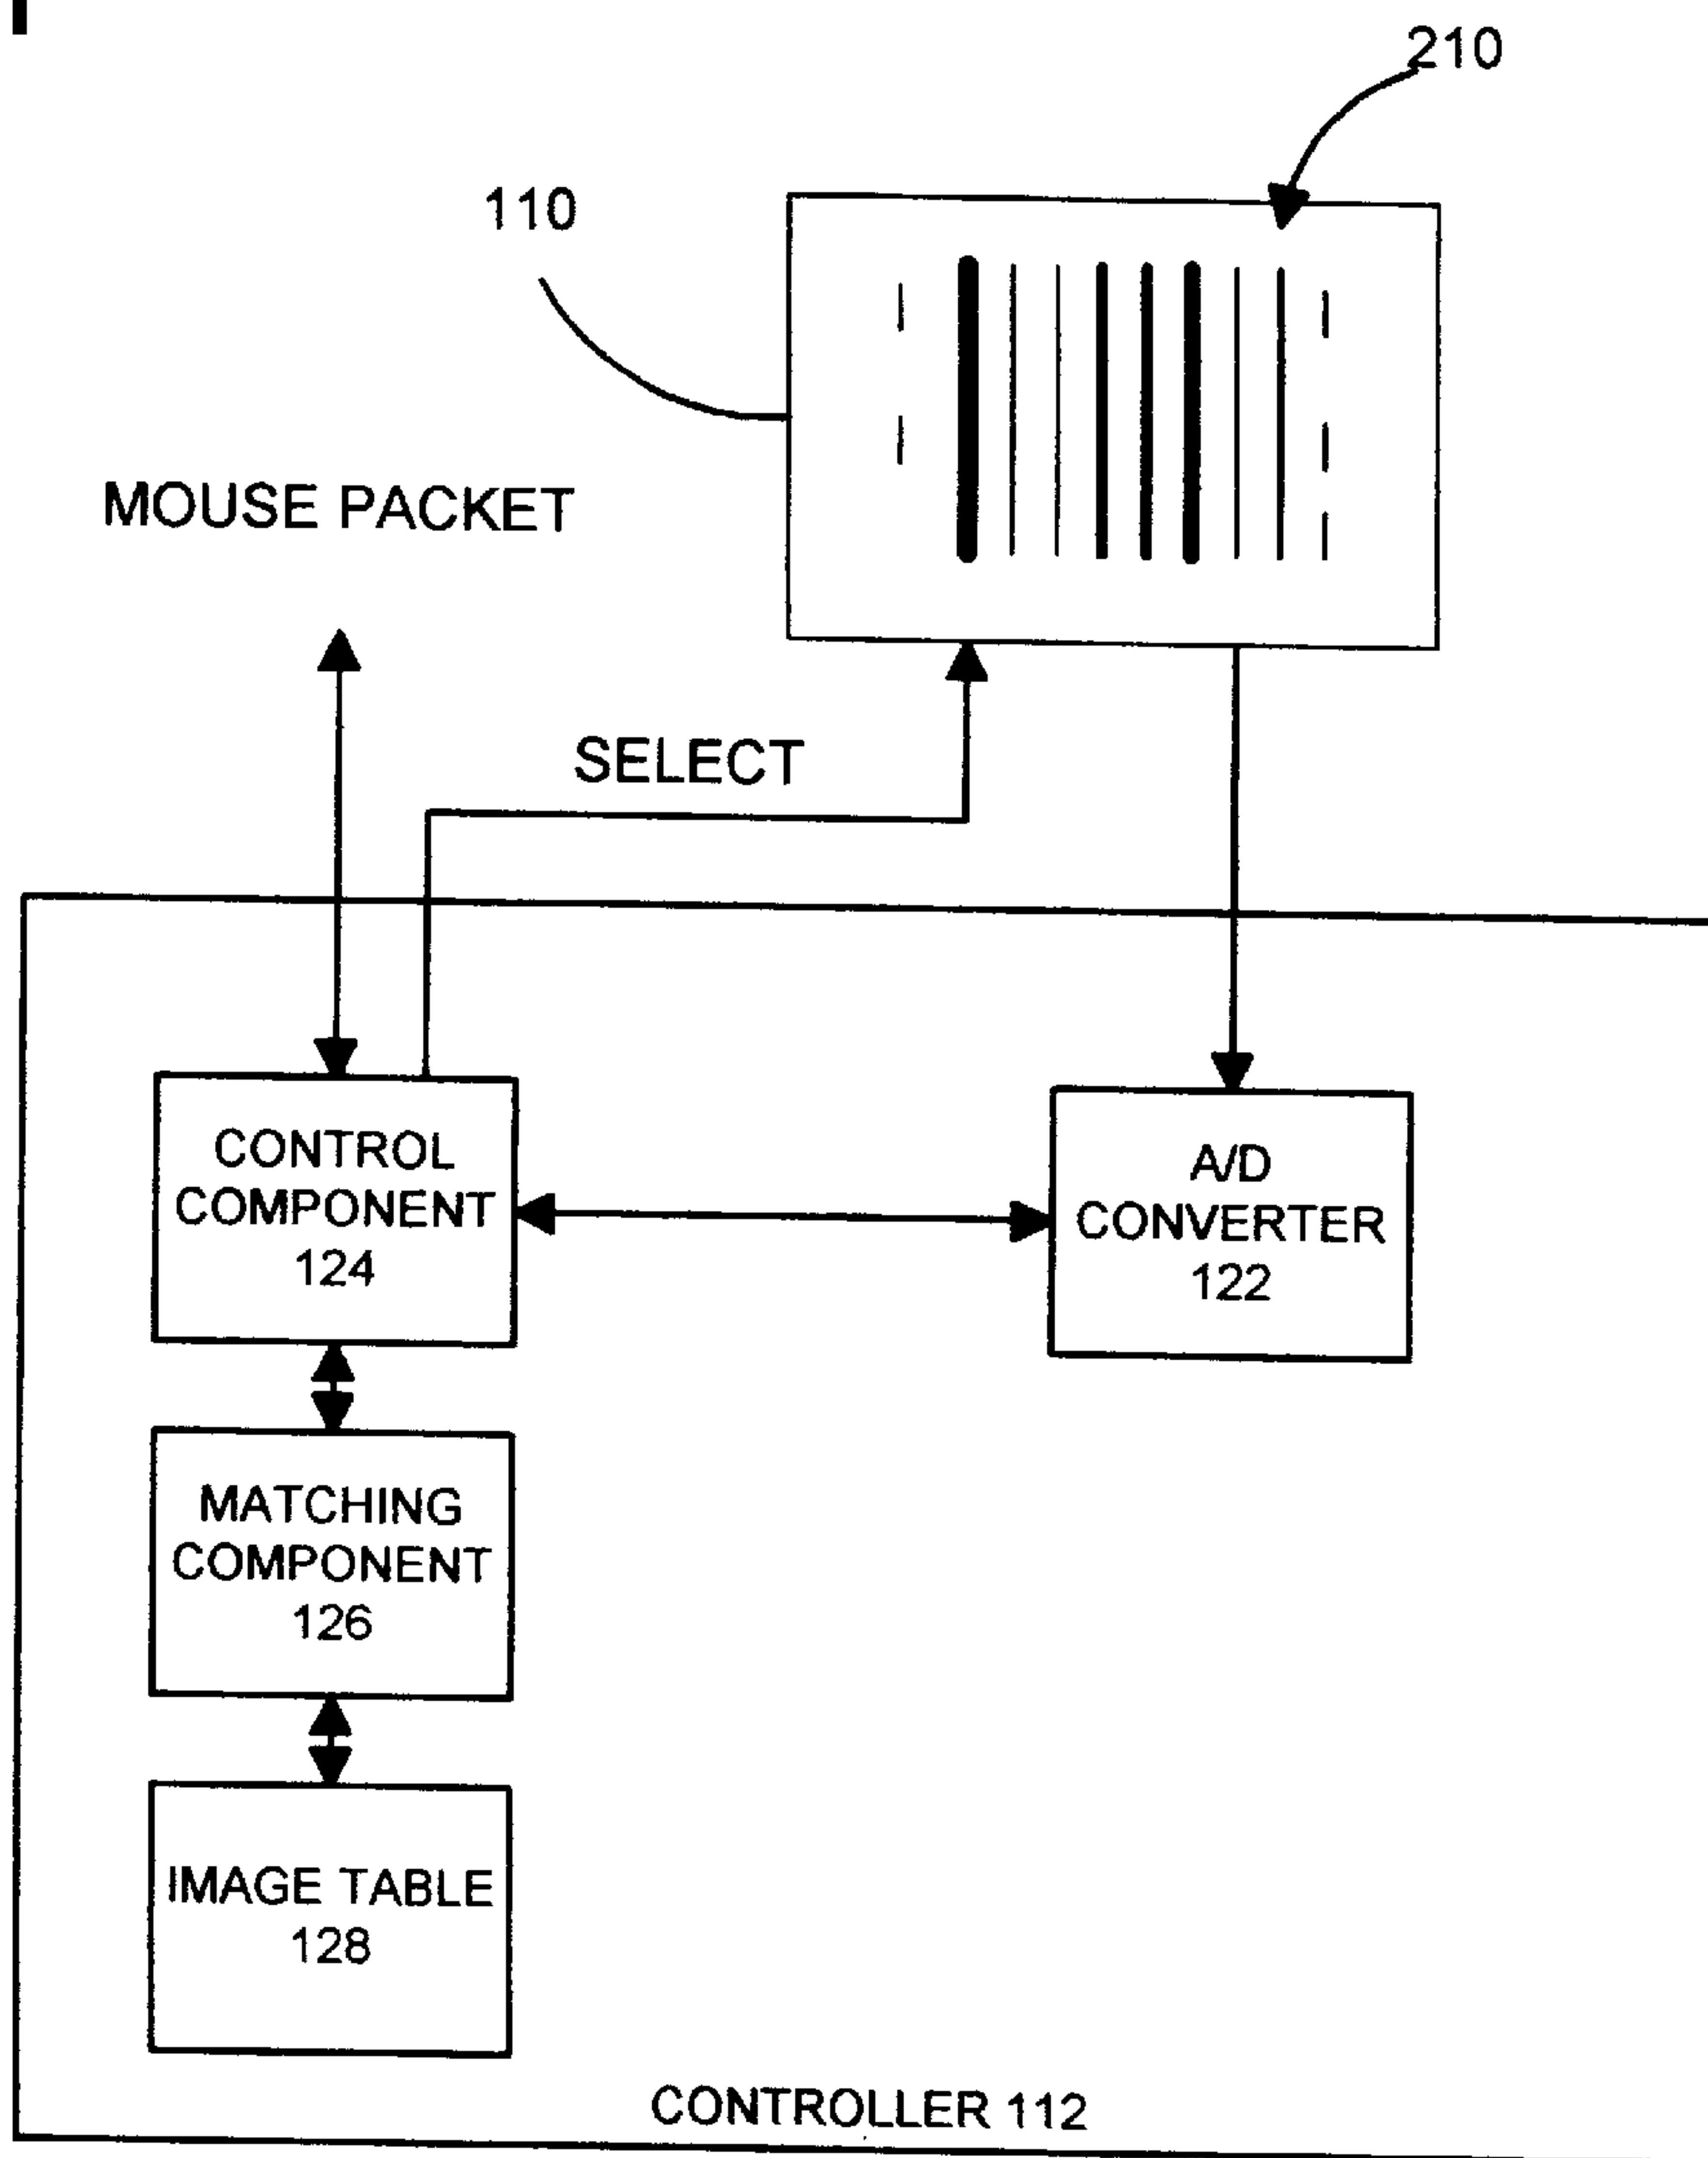 210
110
MOUSE PACKET
SELECT
CONTROL
COMPONENT
124
A/D
CONVERTER
122
MATCHING
COMPONENT
126
IMAGE TABLE
128
CONTROLLER 112